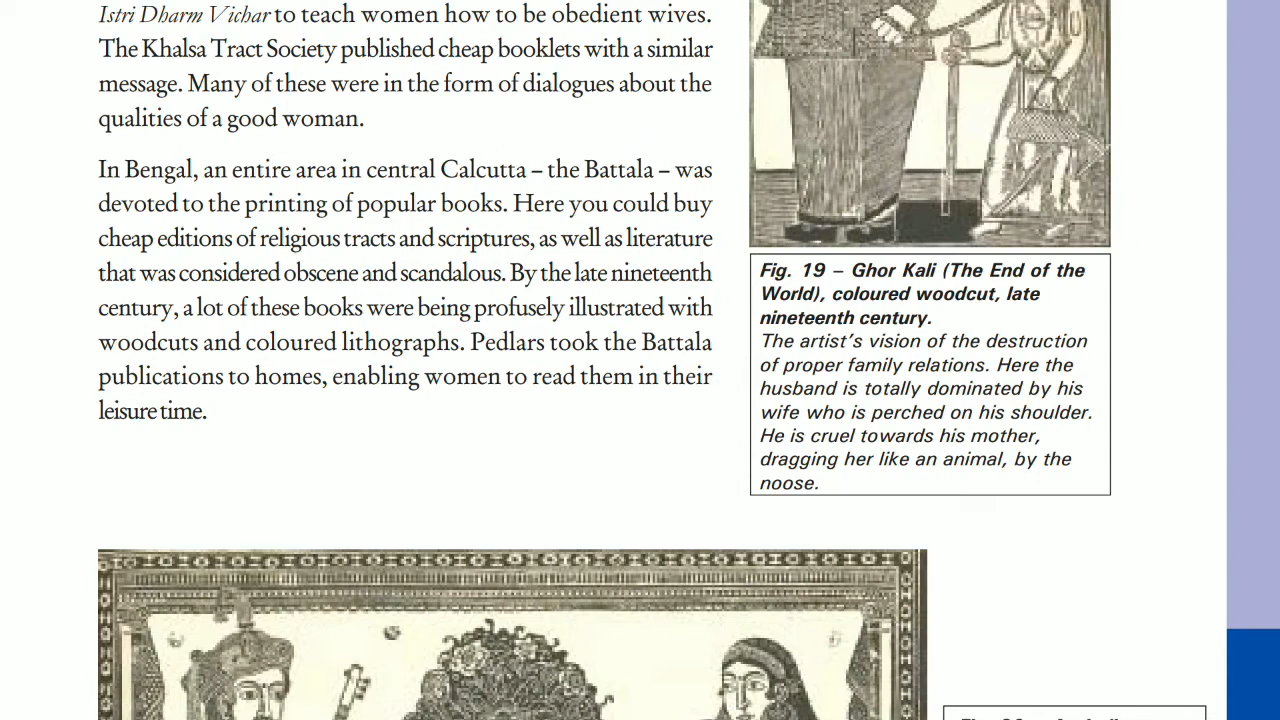 Istri Dharm Vichar to teach women how to be obedient wives.
The Khalsa Tract Society published cheap booklets with a similar
message. Many of these were in the form of dialogues about the
qualities of a good woman.
In Bengal, an entire area in central Calcutta – the Battala – was
devoted to the printing of popular books. Here you could buy
cheap editions of religious tracts and scriptures, as well as literature
that was considered obscene and scandalous. By the late nineteenth
century, a lot of these books were being profusely illustrated with
woodcuts and coloured lithographs. Pedlars took the Battala
publications to homes, enabling women to read them in their
leisure time.
Fig. 19 – Ghor Kali (The End of the
World), coloured woodcut, late
nineteenth century.
The artist's vision of the destruction
of proper family relations. Here the
husband is totally dominated by his
wife who is perched on his shoulder.
He is cruel towards his mother,
dragging her like an animal, by the
noose.